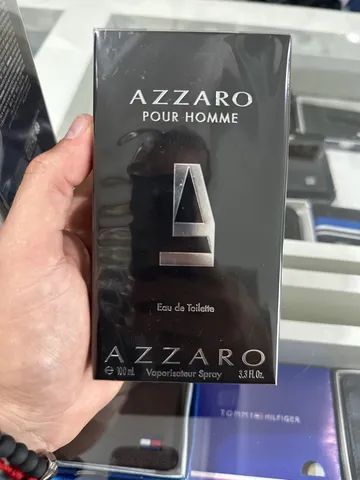 AZZARO
POUR HOMME
Eau de Toilette
AZZARO
℮ 100 mL Vaporisateur Spray 3.3 Fl.Oz.
TOMMY HILFIGER